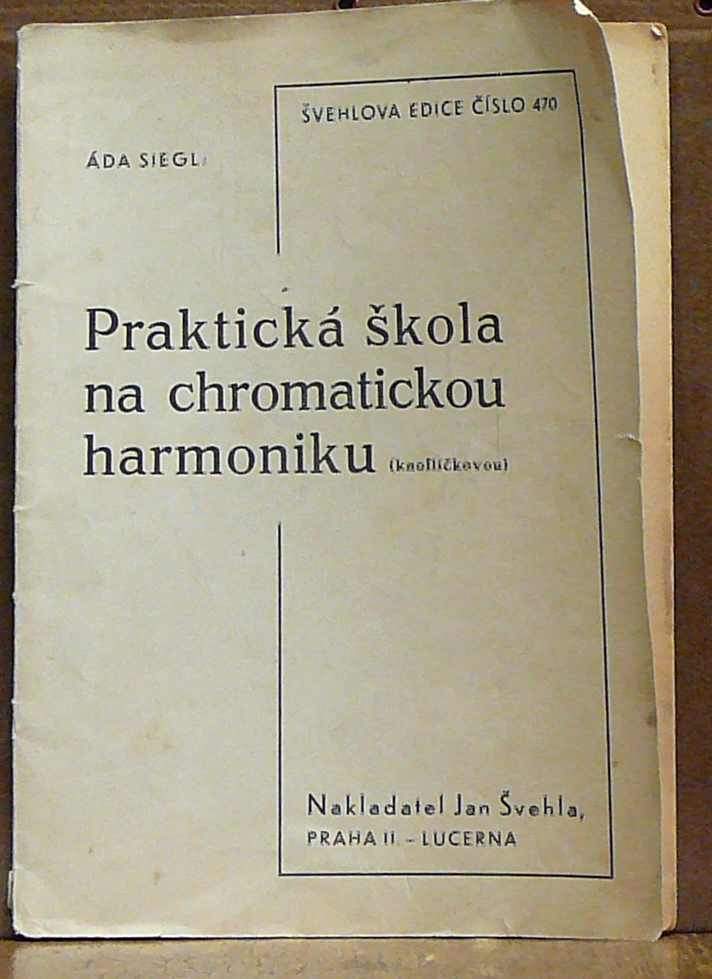 ŠVEHLOVA EDICE ČÍSLO 470
ÁDA SIEGL
Praktická škola
na chromatickou
harmoniku (knoflíčkovou)
Nakladatel Jan Švehla,
PRAHA II. - LUCERNA